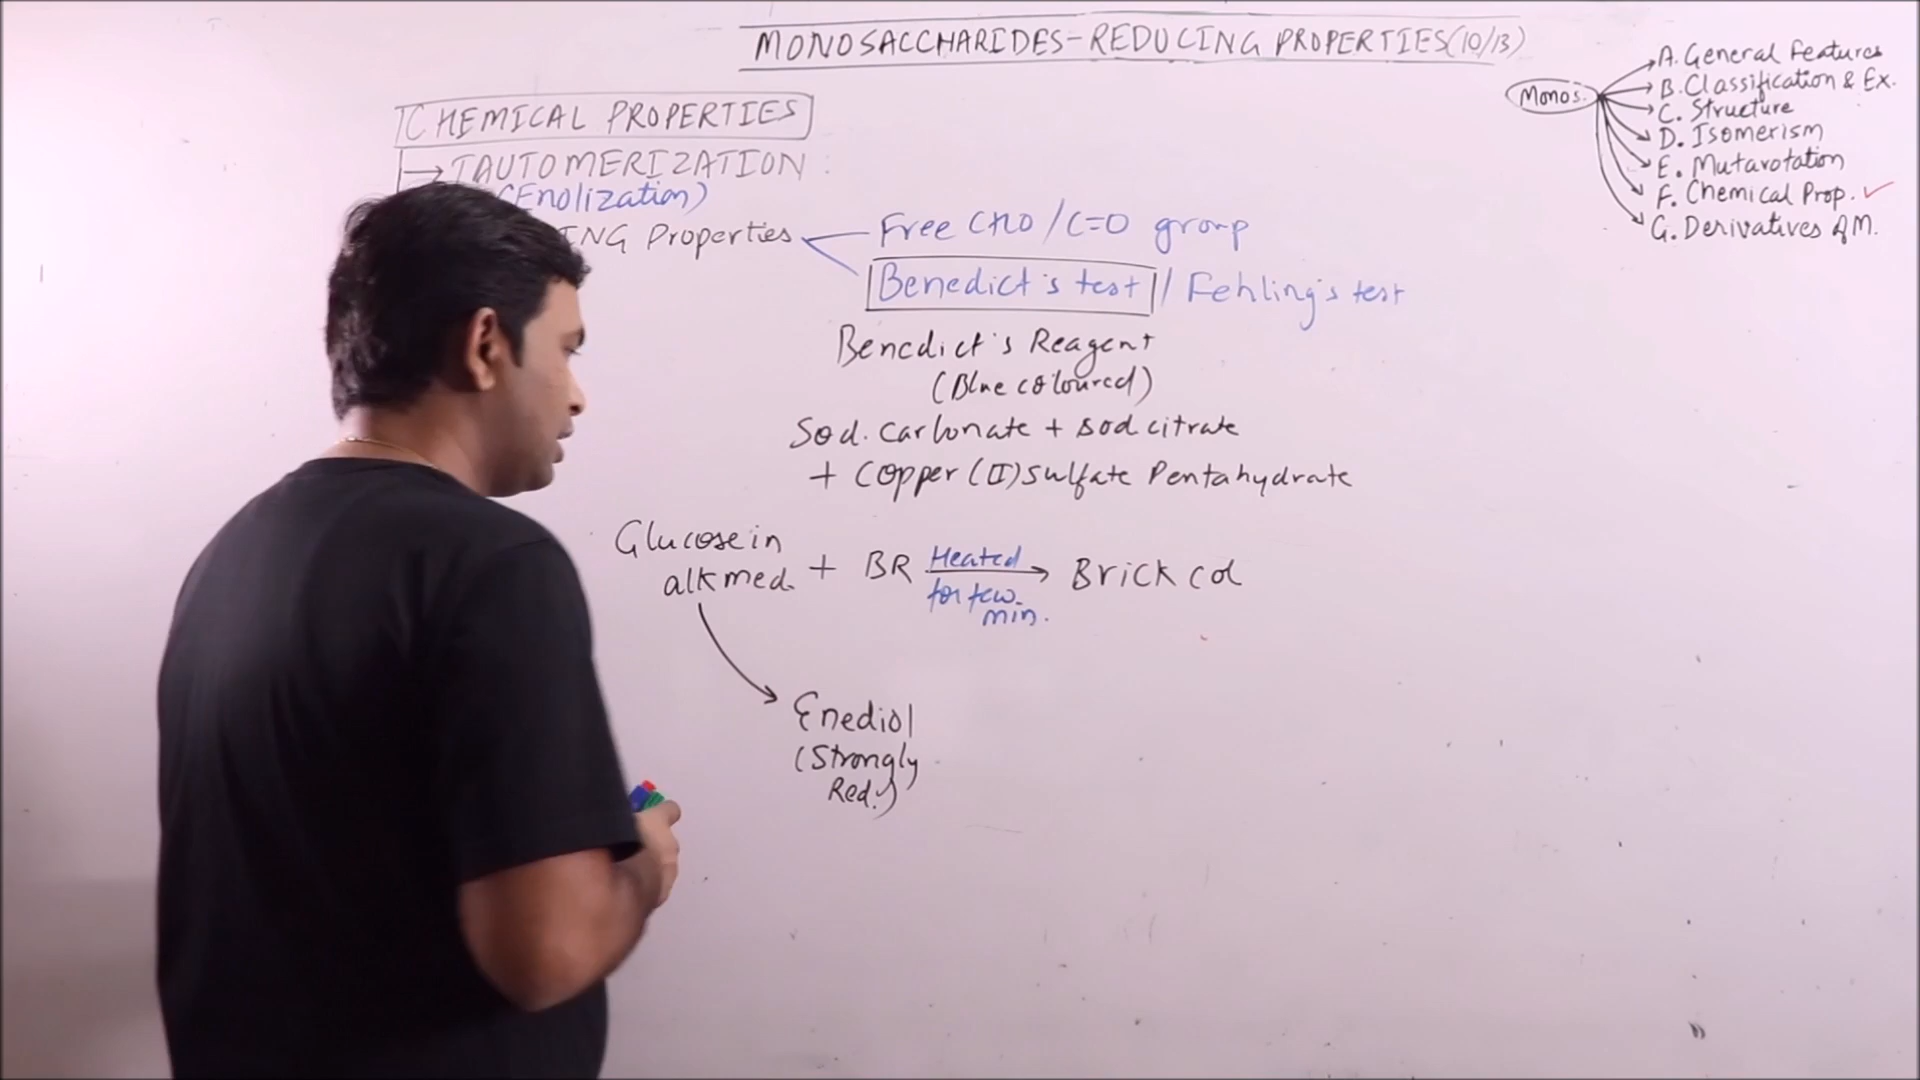 MONOSACCHARIDES-REDUCING PROPERTIES(10/13)
CHEMICAL PROPERTIES
→ TAUTOMERIZATION :
(Enolization)
ING Properties
Free CHO / C=O group
Benedict's test / Fehling's test
Benedict's Reagent
(Blue coloured)
Sod. Carbonate + sod citrate
+ Copper (II) sulfate Pentahydrate
Glucose in
alk med. + BR Heated → Brick col
for few
min.
Enediol
(Strongly
Red.)
Monos.
A. General Features
B. Classification & Ex.
C. Structure
D. Isomerism
E. Mutarotation
F. Chemical Prop. ✓
G. Derivatives of M.